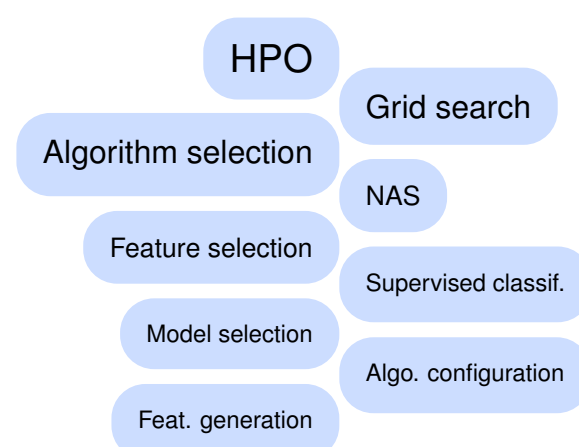 HPO
Grid search
Algorithm selection
NAS
Feature selection
Supervised classif.
Model selection
Algo. configuration
Feat. generation